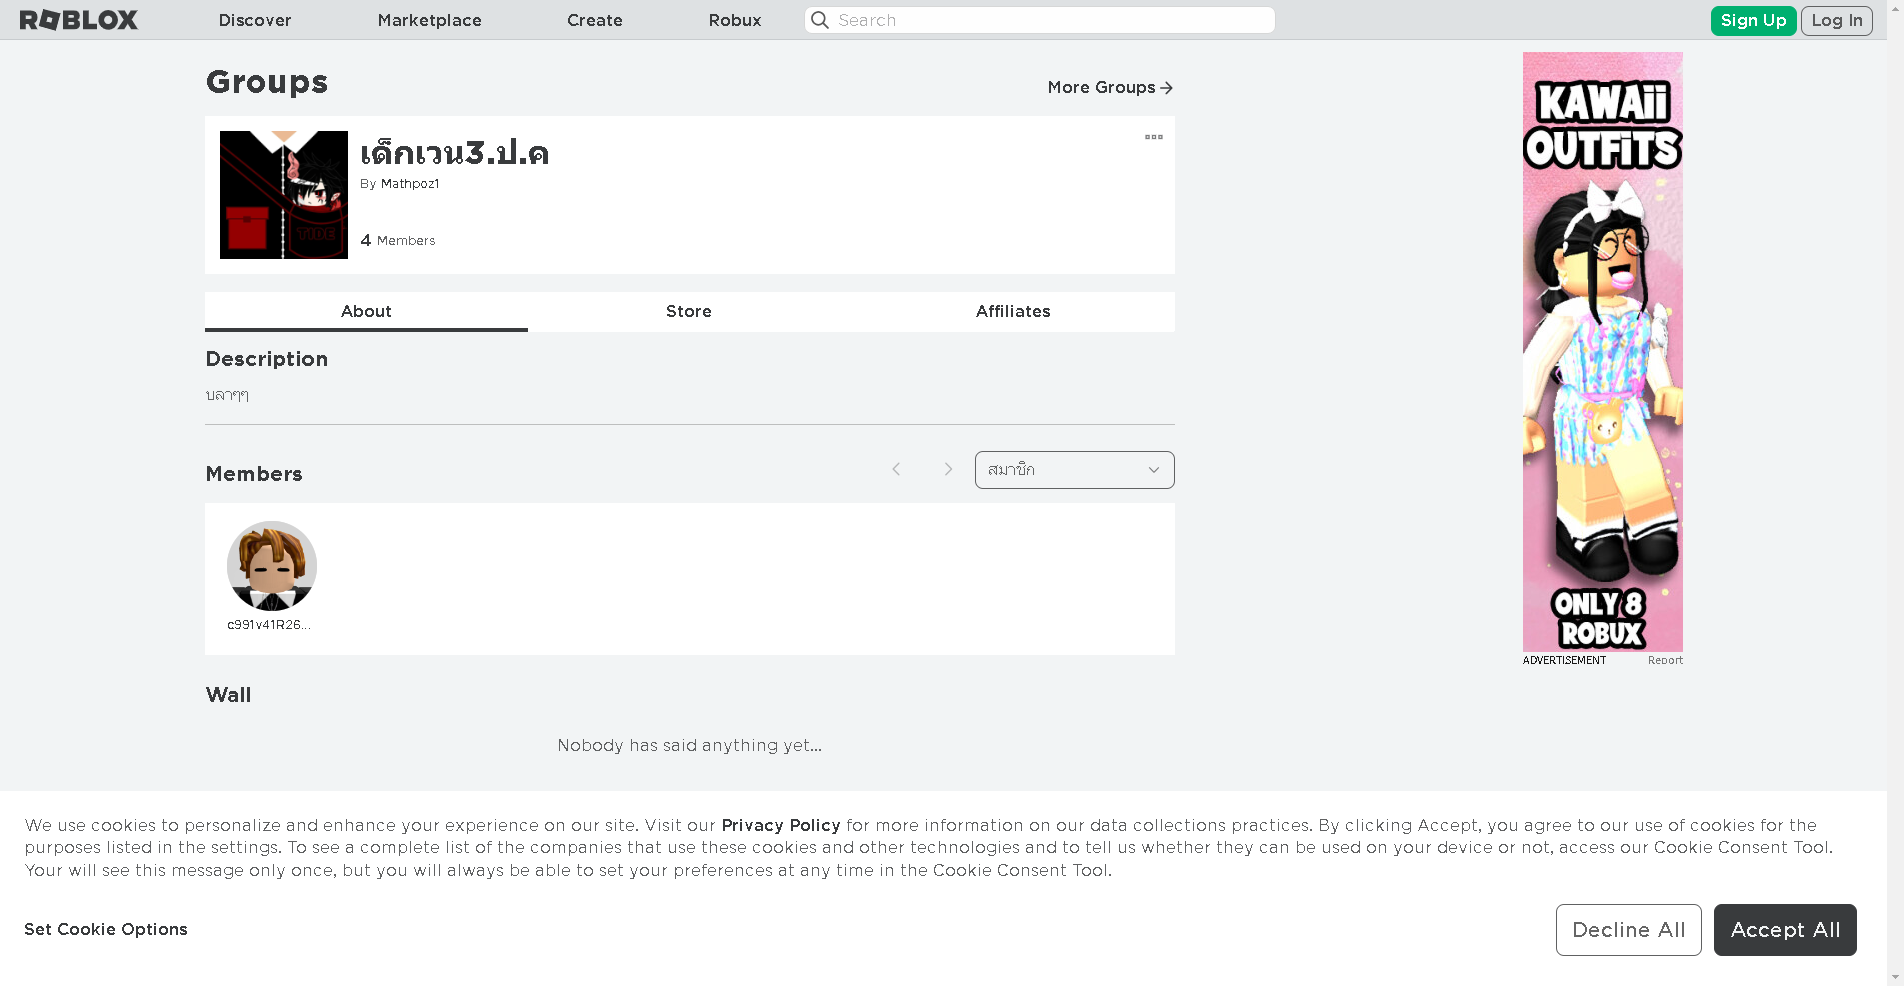 ROBLOX
Discover
Marketplace
Create
Robux
Search
Sign Up
Log In
Groups
More Groups
เด็กเวน3.ป.ค
By Mathpoz1
4 Members
TIDE
About
Store
Affiliates
Description
บลาๆๆ
Members
สมาชิก
c991v41R26...
Wall
Nobody has said anything yet...
KAWAii
OUTFiTS
ONLY 8
ROBUX
ADVERTISEMENT
Report
We use cookies to personalize and enhance your experience on our site. Visit our Privacy Policy for more information on our data collections practices. By clicking Accept, you agree to our use of cookies for the
purposes listed in the settings. To see a complete list of the companies that use these cookies and other technologies and to tell us whether they can be used on your device or not, access our Cookie Consent Tool.
Your will see this message only once, but you will always be able to set your preferences at any time in the Cookie Consent Tool.
Set Cookie Options
Decline All
Accept All